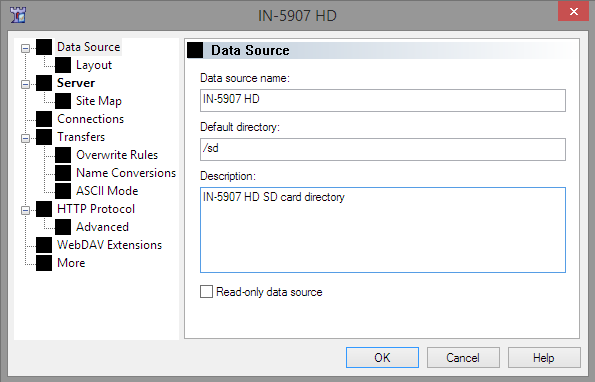 IN-5907 HD
Data Source
Layout
Server
Site Map
Connections
Transfers
Overwrite Rules
Name Conversions
ASCII Mode
HTTP Protocol
Advanced
WebDAV Extensions
More
Data Source
Data source name:
IN-5907 HD
Default directory:
/sd
Description:
IN-5907 HD SD card directory
Read-only data source
OK
Cancel
Help